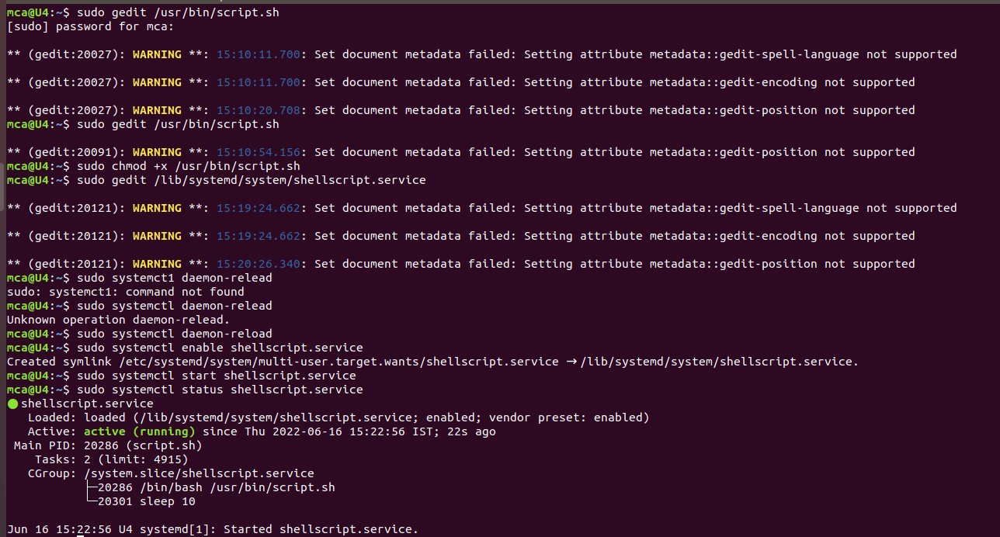 mca@U4:~$ sudo gedit /usr/bin/script.sh
[sudo] password for mca:
** (gedit:20027): WARNING **: 15:10:11.700: Set document metadata failed: Setting attribute metadata::gedit-spell-language not supported
** (gedit:20027): WARNING **: 15:10:11.700: Set document metadata failed: Setting attribute metadata::gedit-encoding not supported
** (gedit:20027): WARNING **: 15:10:20.708: Set document metadata failed: Setting attribute metadata::gedit-position not supported
mca@U4:~$ sudo gedit /usr/bin/script.sh
** (gedit:20091): WARNING **: 15:10:54.156: Set document metadata failed: Setting attribute metadata::gedit-position not supported
mca@U4:~$ sudo chmod +x /usr/bin/script.sh
mca@U4:~$ sudo gedit /lib/systemd/system/shellscript.service
** (gedit:20121): WARNING **: 15:19:24.662: Set document metadata failed: Setting attribute metadata::gedit-spell-language not supported
** (gedit:20121): WARNING **: 15:19:24.662: Set document metadata failed: Setting attribute metadata::gedit-encoding not supported
** (gedit:20121): WARNING **: 15:20:26.340: Set document metadata failed: Setting attribute metadata::gedit-position not supported
mca@U4:~$ sudo systemct1 daemon-relead
sudo: systemct1: command not found
mca@U4:~$ sudo systemctl daemon-relead
Unknown operation daemon-relead.
mca@U4:~$ sudo systemctl daemon-reload
mca@U4:~$ sudo systemctl enable shellscript.service
Created symlink /etc/systemd/system/multi-user.target.wants/shellscript.service → /lib/systemd/system/shellscript.service.
mca@U4:~$ sudo systemctl start shellscript.service
mca@U4:~$ sudo systemctl status shellscript.service
● shellscript.service
   Loaded: loaded (/lib/systemd/system/shellscript.service; enabled; vendor preset: enabled)
   Active: active (running) since Thu 2022-06-16 15:22:56 IST; 22s ago
 Main PID: 20286 (script.sh)
    Tasks: 2 (limit: 4915)
   CGroup: /system.slice/shellscript.service
           ├─20286 /bin/bash /usr/bin/script.sh
           └─20301 sleep 10
Jun 16 15:22:56 U4 systemd[1]: Started shellscript.service.